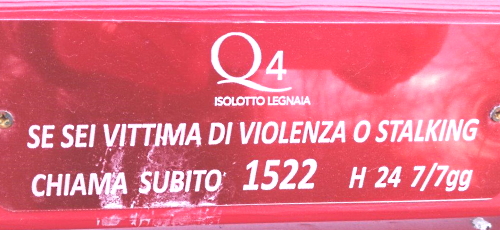 Q4
ISOLOTTO LEGNAIA
SE SEI VITTIMA DI VIOLENZA O STALKING
CHIAMA SUBITO 1522 H 24 7/7gg